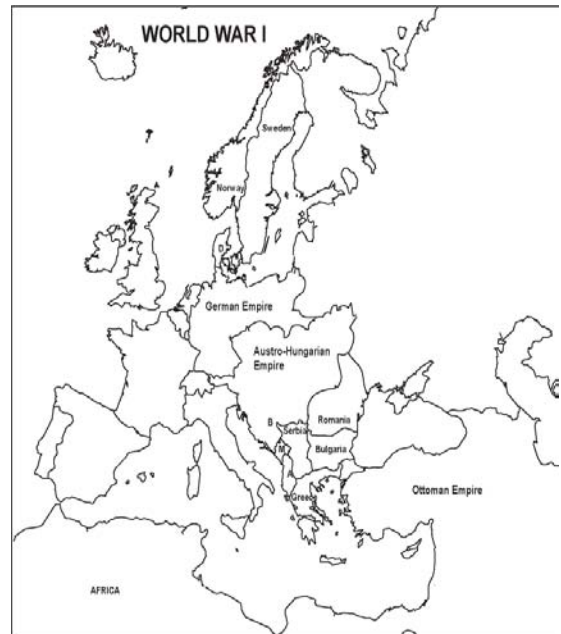 WORLD WAR I
Sweden
Norway
D
German Empire
Austro-Hungarian
Empire
Romania
B
Serbia
M
Bulgaria
A
Greece
Ottoman Empire
AFRICA